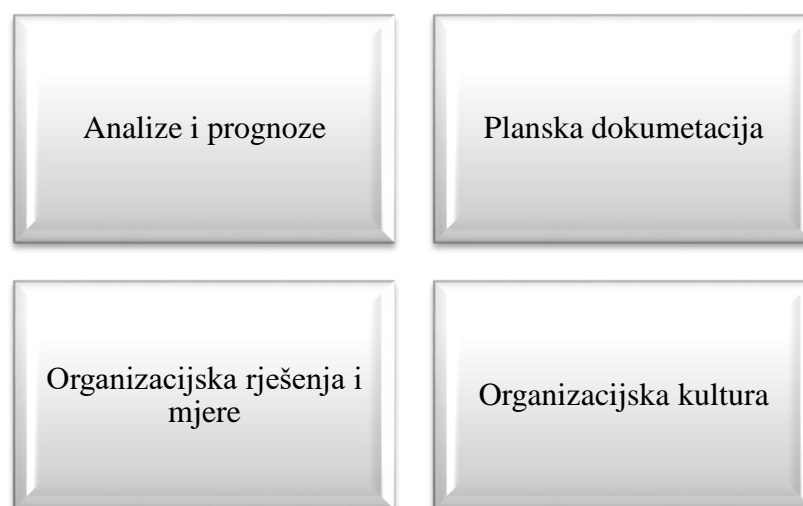 Analize i prognoze
Planska dokumetacija
Organizacijska rješenja i
mjere
Organizacijska kultura